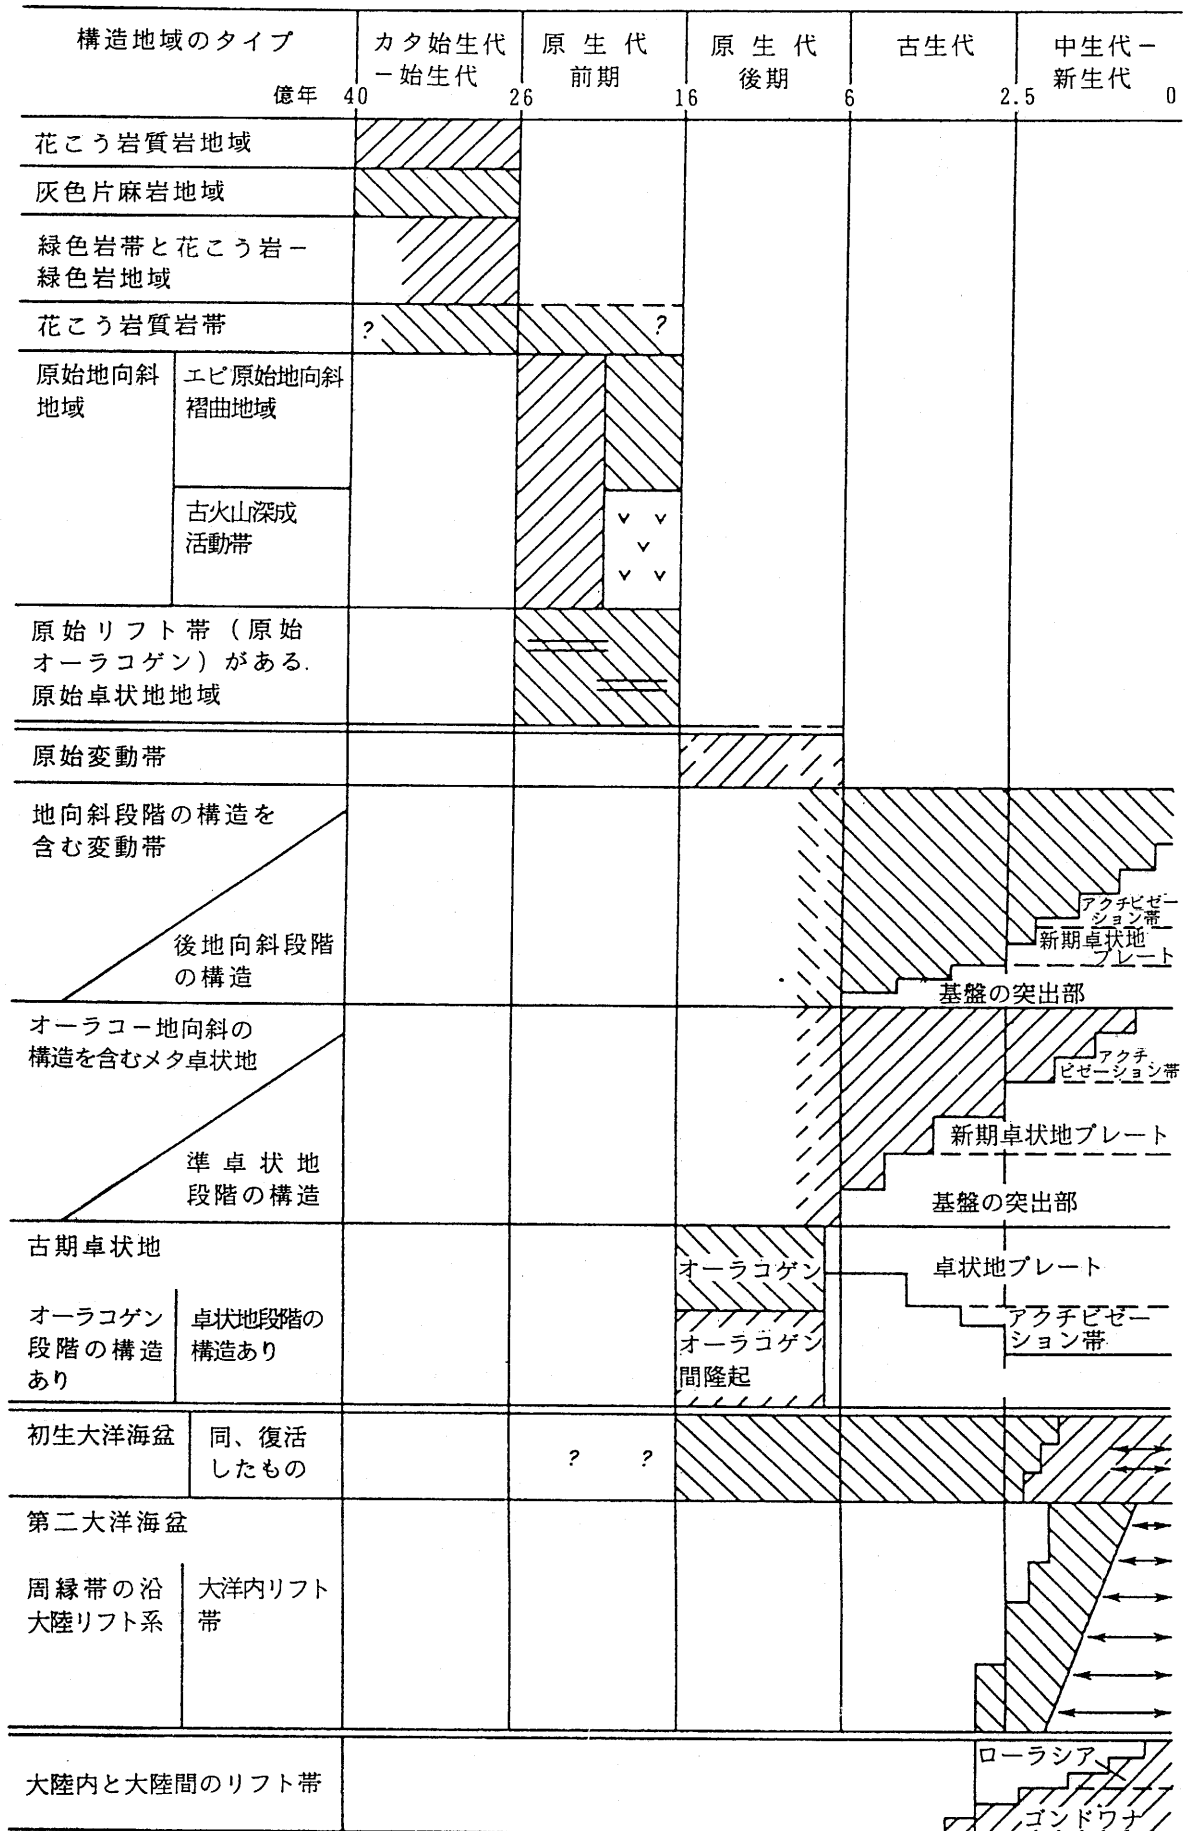 構造地域のタイプ
カタ始生代
－始生代
原生代
前期
原生代
後期
古生代
中生代－
新生代
億年
40
26
16
6
2.5
0
花こう岩質岩地域
灰色片麻岩地域
緑色岩帯と花こう岩－
緑色岩地域
花こう岩質岩帯
?
?
原始地向斜
地域
エピ原始地向斜
褶曲地域
古火山深成
活動帯
原始リフト帯（原始
オーラコゲン）がある.
原始卓状地地域
原始変動帯
地向斜段階の構造を
含む変動帯
後地向斜段階
の構造
アクチビゼー
ション帯
新期卓状地
プレート
基盤の突出部
オーラコー地向斜の
構造を含むメタ卓状地
準卓状地
段階の構造
アクチ
ビゼーション帯
新期卓状地プレート
基盤の突出部
古期卓状地
オーラコゲン
段階の構造
あり
卓状地段階の
構造あり
オーラコゲン
オーラコゲン
間隆起
卓状地プレート
アクチビゼー
ション帯
初生大洋海盆
同、復活
したもの
?
?
第二大洋海盆
周縁帯の沿
大陸リフト系
大洋内リフト
帯
大陸内と大陸間のリフト帯
ローラシア
ゴンドワナ